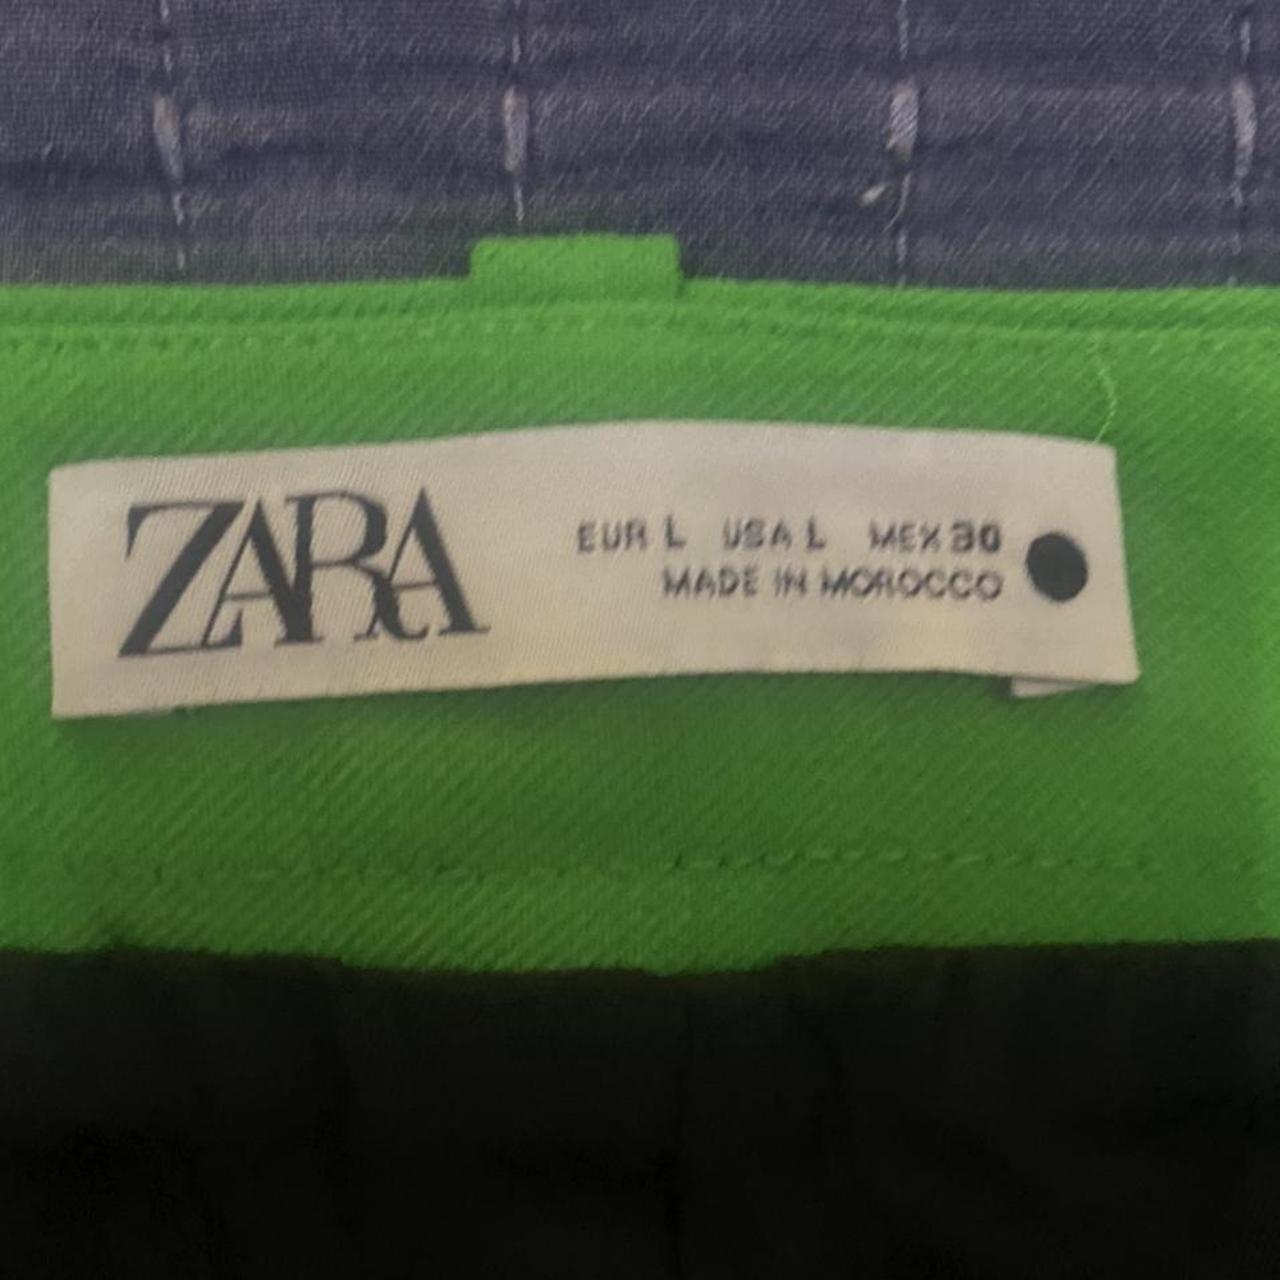 ZARA
EUR L USA L MEX 30
MADE IN MOROCCO